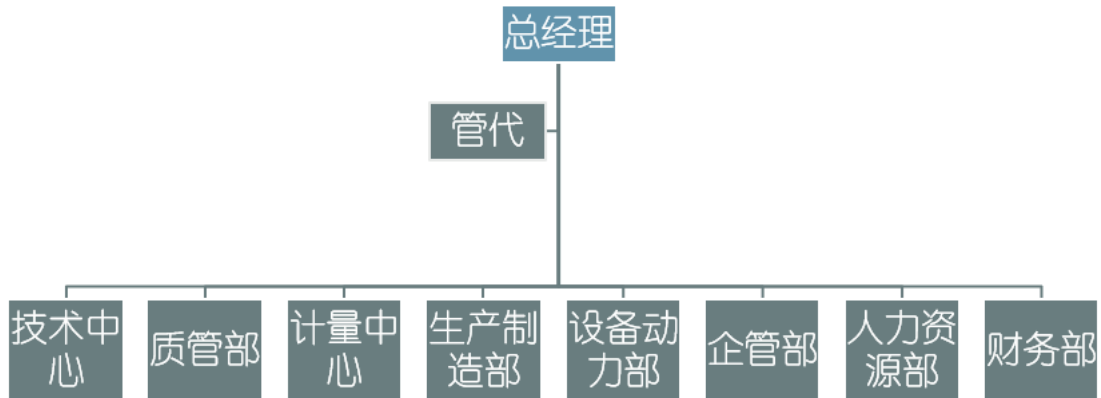 总经理
管代
技术中
心
质管部
计量中
心
生产制
造部
设备动
力部
企管部
人力资
源部
财务部